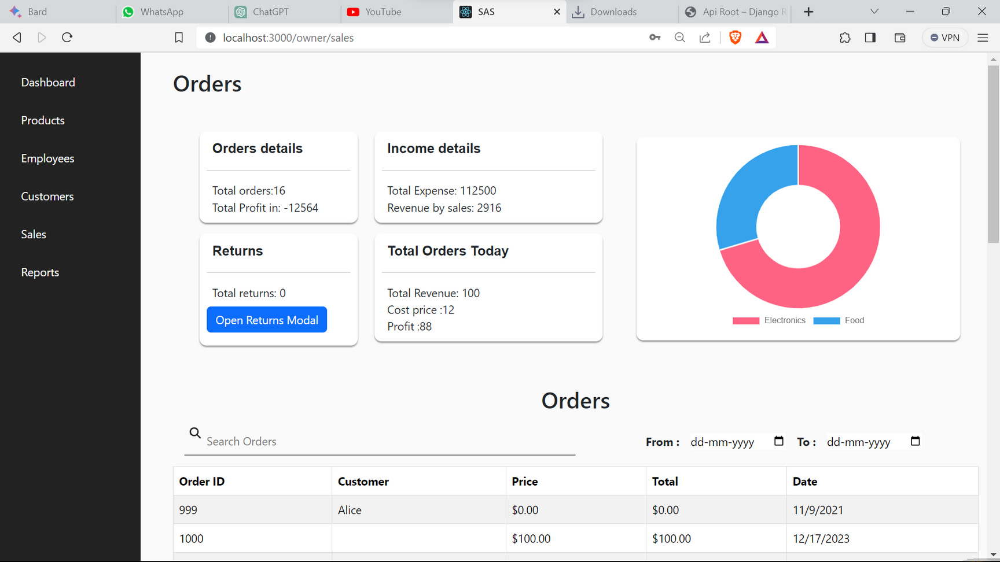 Bard
WhatsApp
ChatGPT
YouTube
SAS
Downloads
Api Root – Django R
localhost:3000/owner/sales
VPN
Dashboard
Products
Employees
Customers
Sales
Reports
Orders
Orders details
Total orders:16
Total Profit in: -12564
Income details
Total Expense: 112500
Revenue by sales: 2916
Returns
Total returns: 0
Open Returns Modal
Total Orders Today
Total Revenue: 100
Cost price :12
Profit :88
Electronics Food
Orders
Search Orders
From : dd-mm-yyyy To : dd-mm-yyyy
Order ID Customer Price Total Date
999 Alice $0.00 $0.00 11/9/2021
1000 $100.00 $100.00 12/17/2023